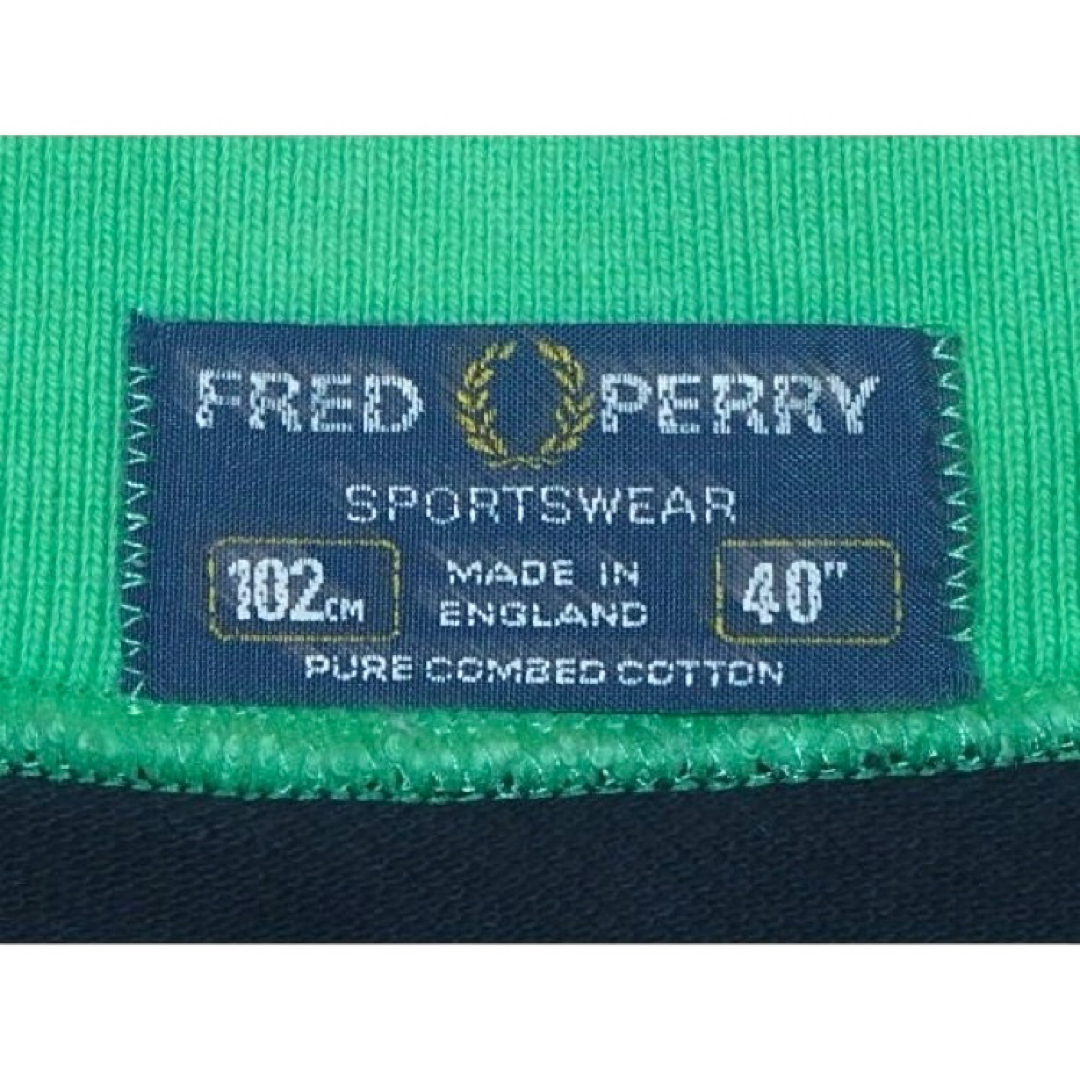 FRED PERRY
SPORTSWEAR
102CM MADE IN ENGLAND 40"
PURE COMBED COTTON